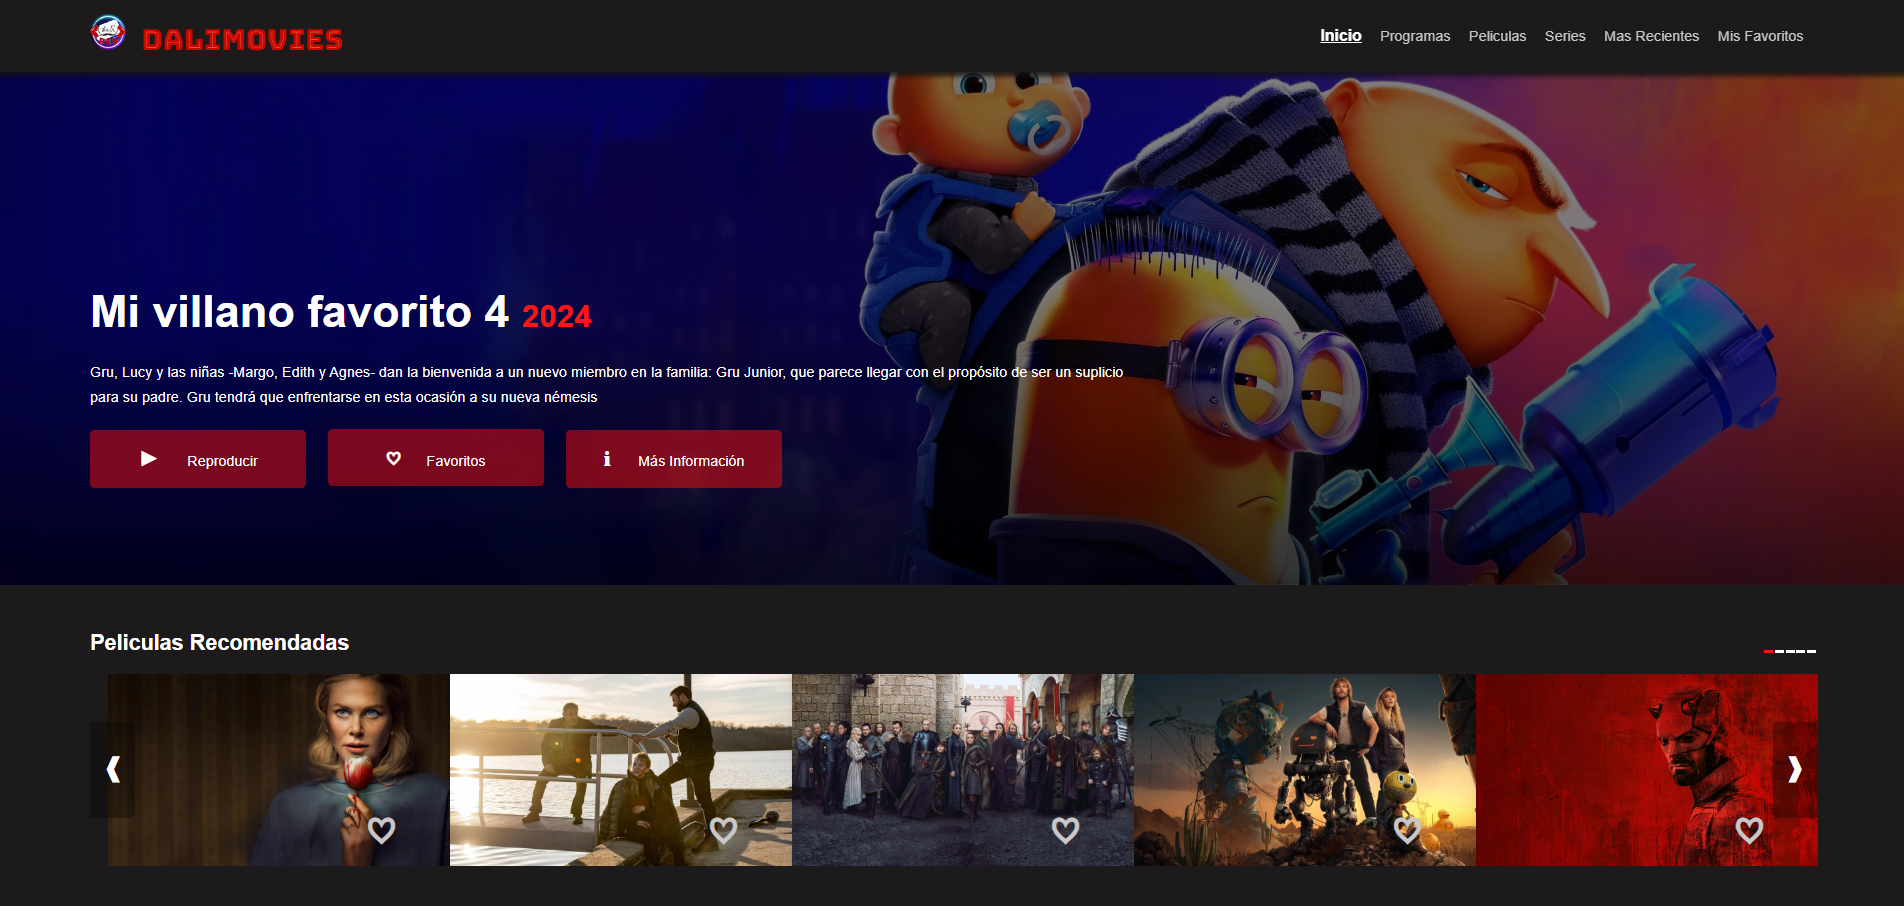 DALIMOVIES
Inicio Programas Peliculas Series Mas Recientes Mis Favoritos
Mi villano favorito 4 2024
Gru, Lucy y las niñas -Margo, Edith y Agnes- dan la bienvenida a un nuevo miembro en la familia: Gru Junior, que parece llegar con el propósito de ser un suplicio
para su padre. Gru tendrá que enfrentarse en esta ocasión a su nueva némesis
Reproducir
Favoritos
Más Información
Peliculas Recomendadas